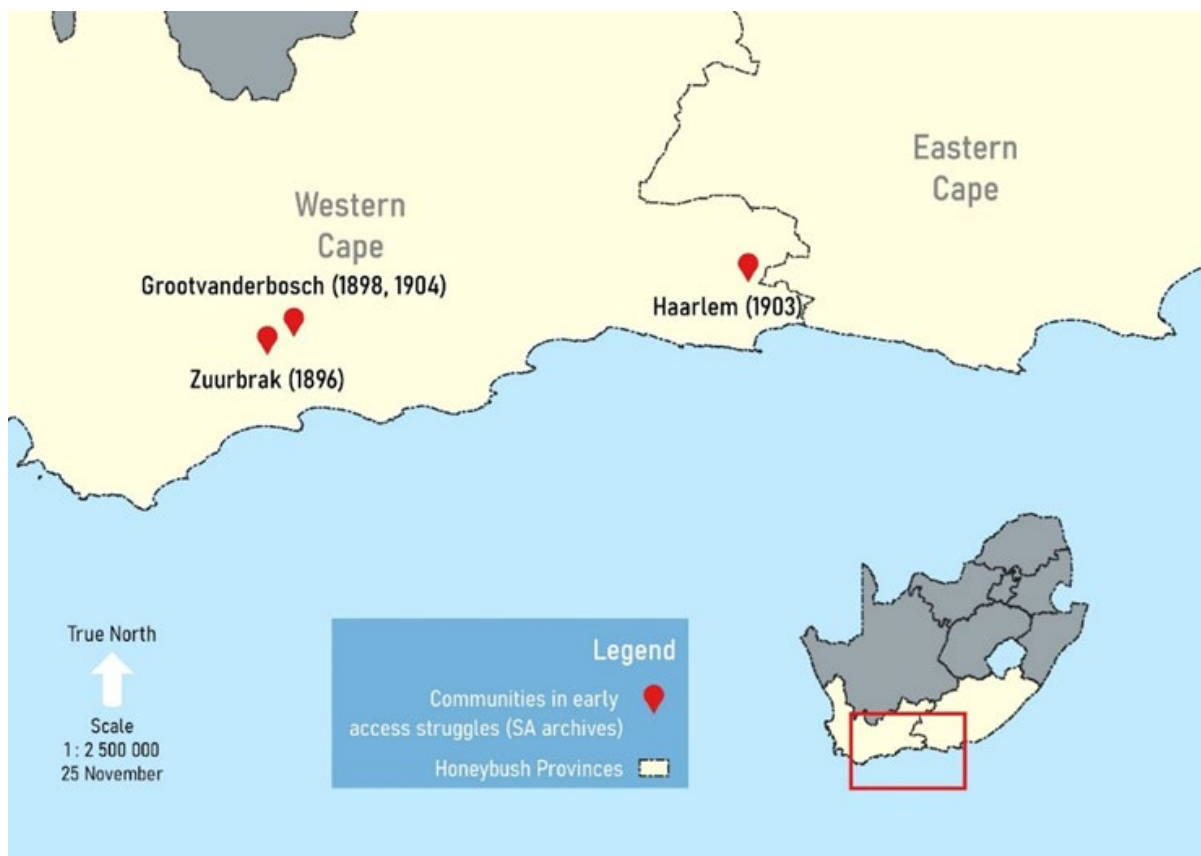 Eastern
Cape
Western
Cape
Grootvanderbosch (1898, 1904)
Haarlem (1903)
Zuurbrak (1896)
True North
Scale
1 : 2 500 000
25 November
Legend
Communities in early
access struggles (SA archives)
Honeybush Provinces